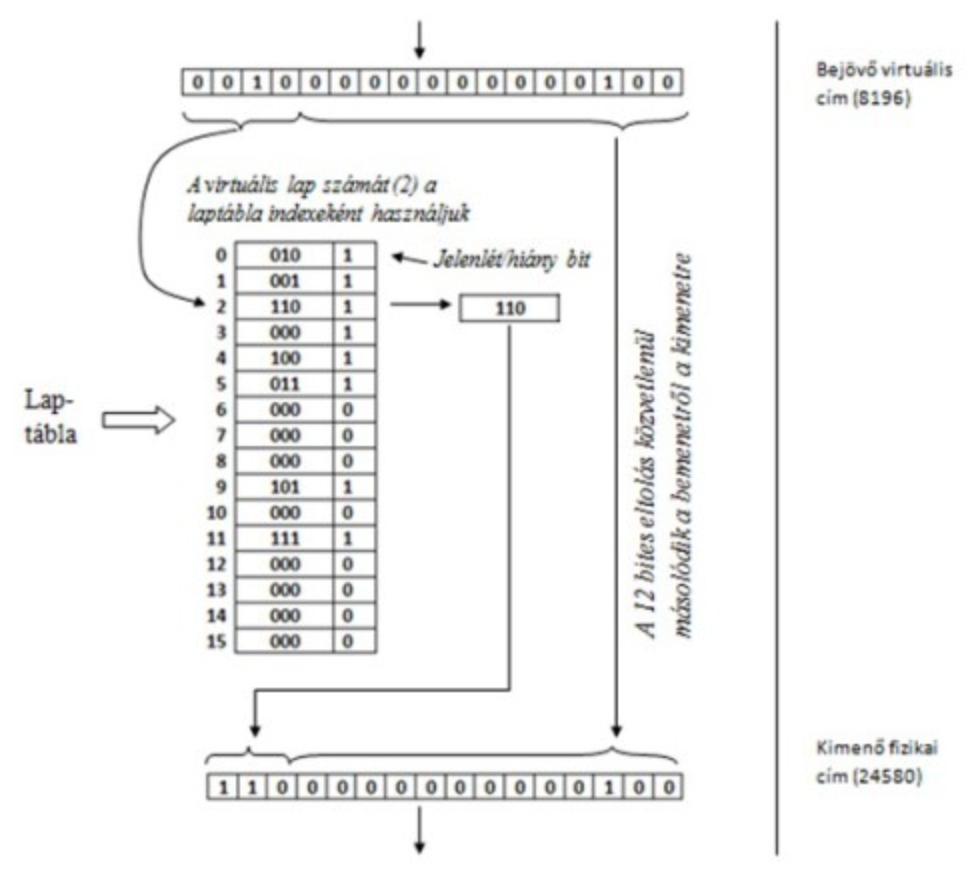 0 0 1 0 0 0 0 0 0 0 0 0 0 0 1 0 0
Bejövő virtuális
cím (8196)
A virtuális lap számát (2) a
laptábla indexeként használjuk
0 010 1
Jelenlét/hiány bit
1 001 1
2 110 1
110
3 000 1
4 100 1
5 011 1
6 000 0
7 000 0
8 000 0
9 101 1
10 000 0
11 111 1
12 000 0
13 000 0
14 000 0
15 000 0
Lap-
tábla
A 12 bites eltolás közvetlenül
másolódik a bemenetről a kimenetre
Kimenő fizikai
cím (24580)
1 1 0 0 0 0 0 0 0 0 0 0 0 1 0 0